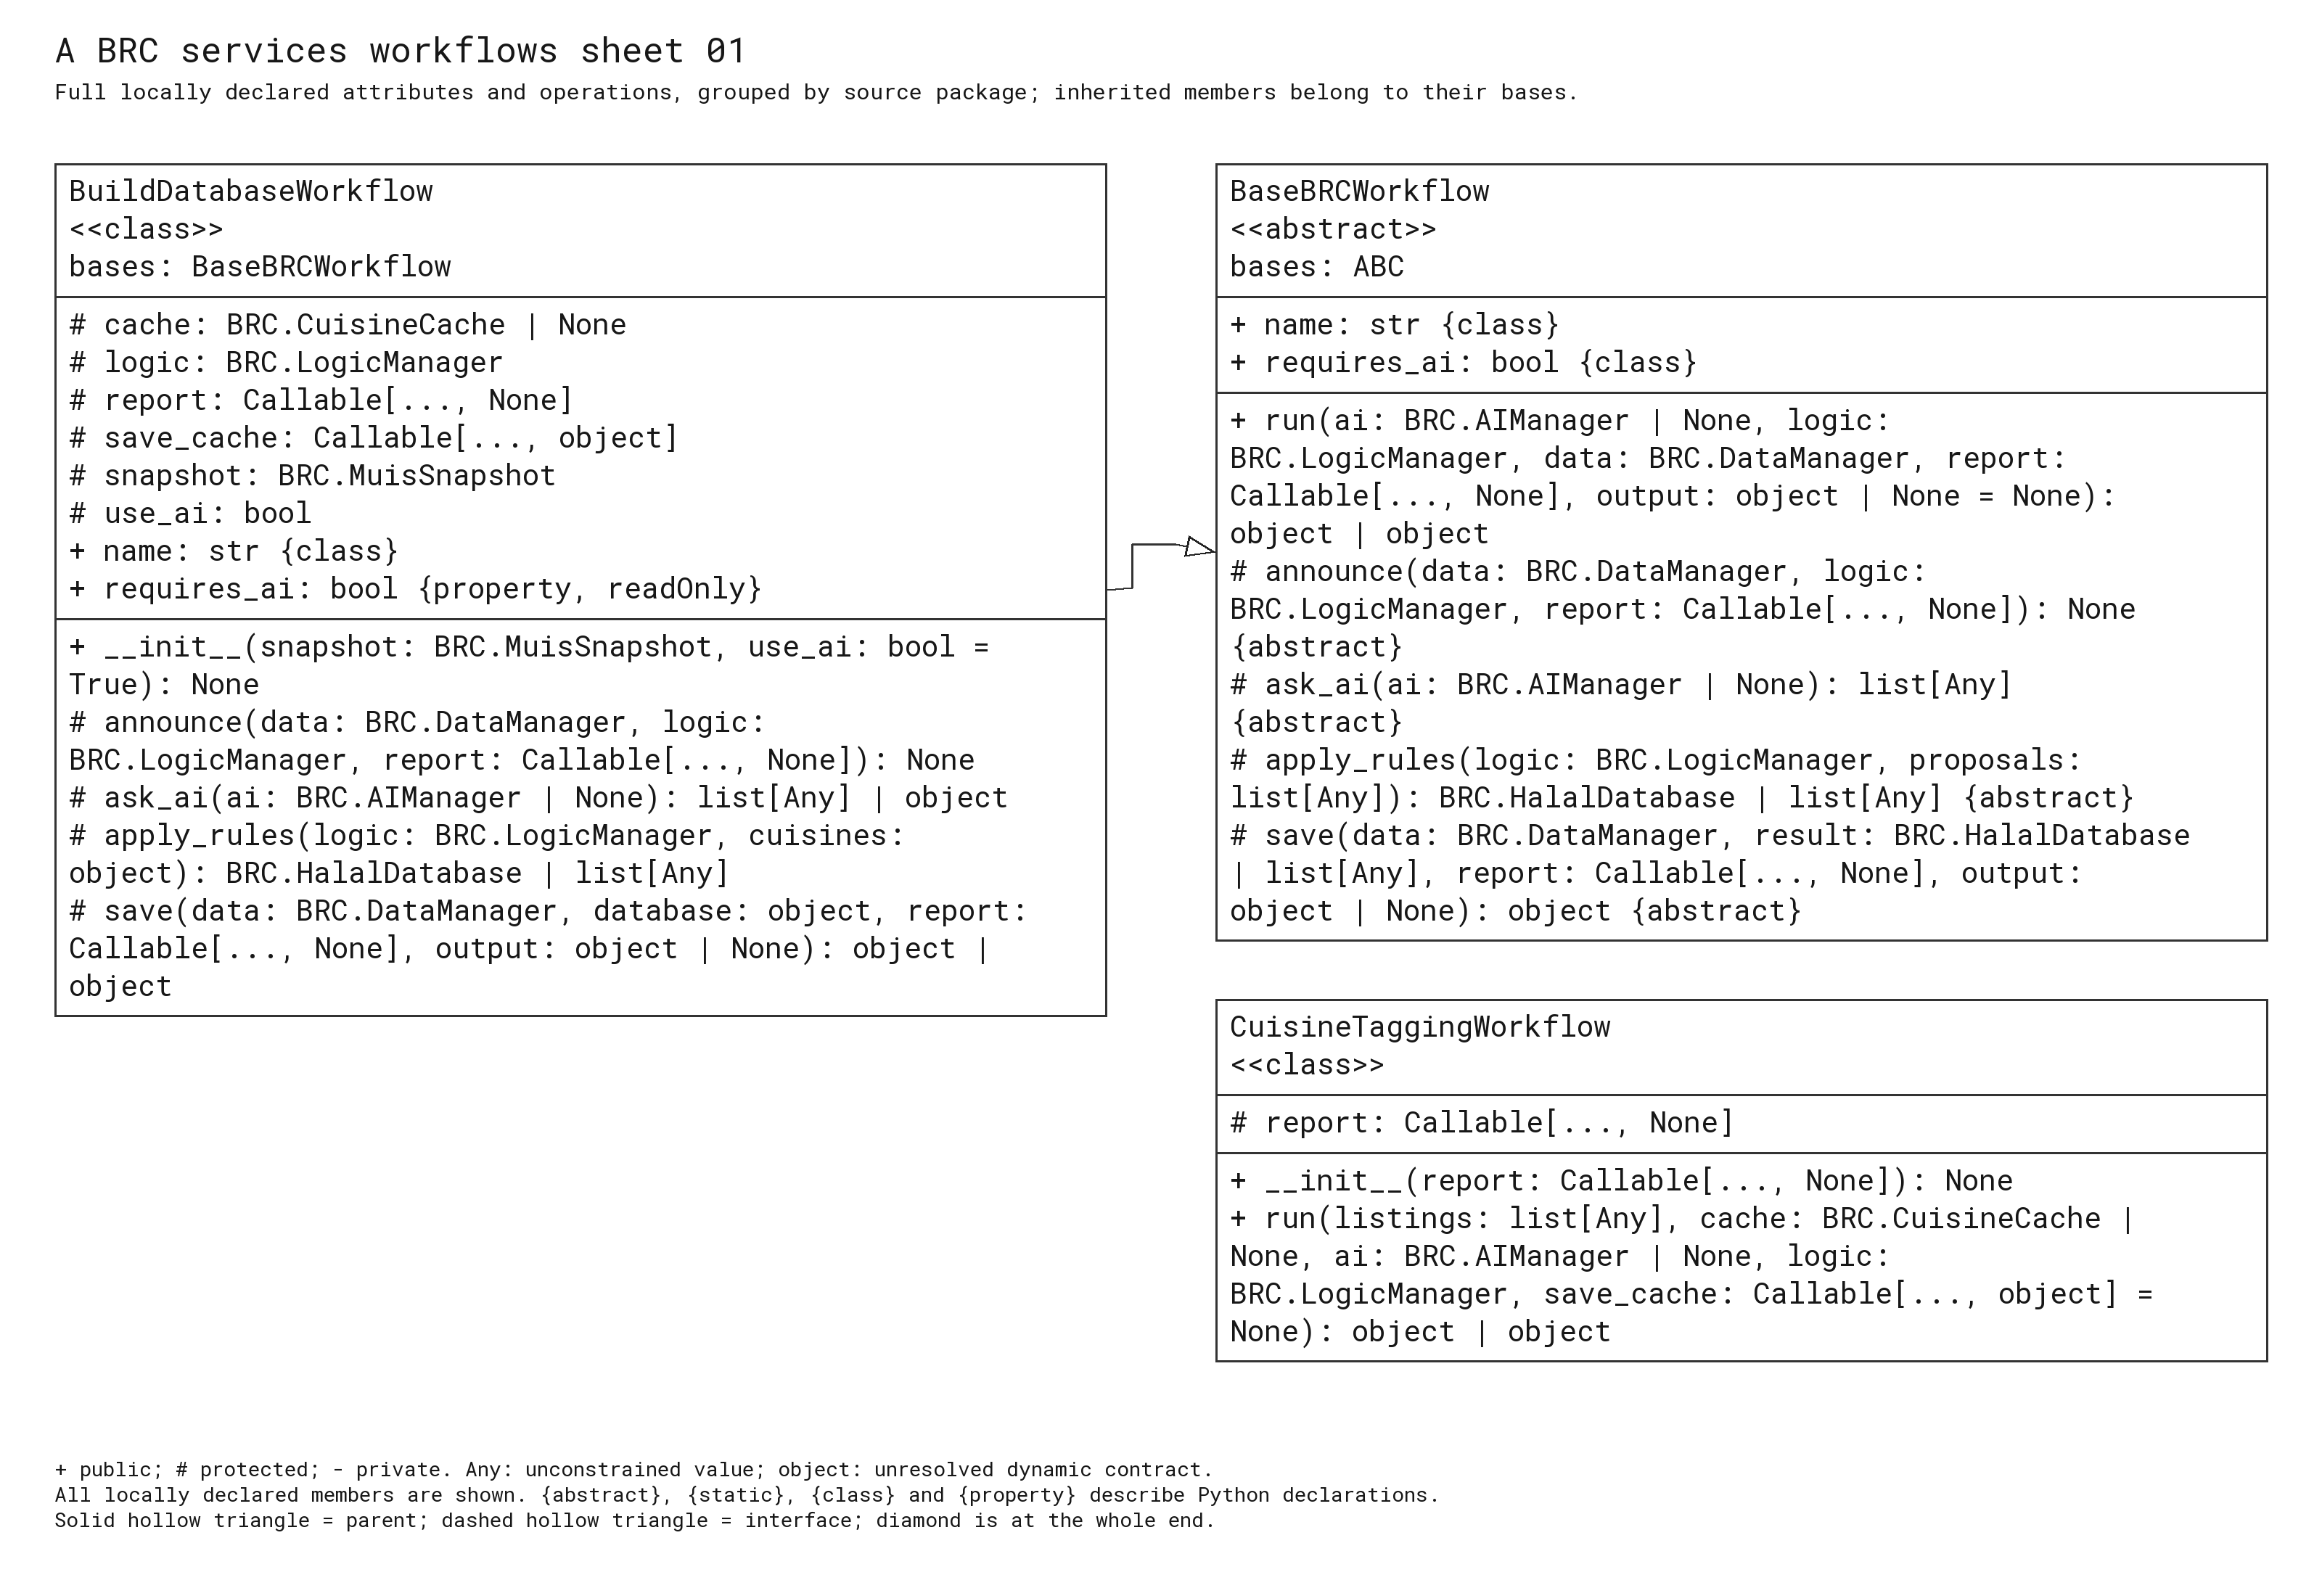 A BRC services workflows sheet 01
Full locally declared attributes and operations, grouped by source package; inherited members belong to their bases.
BuildDatabaseWorkflow
<<class>>
bases: BaseBRCWorkflow
# cache: BRC.CuisineCache | None
# logic: BRC.LogicManager
# report: Callable[..., None]
# save_cache: Callable[..., object]
# snapshot: BRC.MuisSnapshot
# use_ai: bool
+ name: str {class}
+ requires_ai: bool {property, readOnly}
+ __init__(snapshot: BRC.MuisSnapshot, use_ai: bool =
True): None
# announce(data: BRC.DataManager, logic:
BRC.LogicManager, report: Callable[..., None]): None
# ask_ai(ai: BRC.AIManager | None): list[Any] | object
# apply_rules(logic: BRC.LogicManager, cuisines:
object): BRC.HalalDatabase | list[Any]
# save(data: BRC.DataManager, database: object, report:
Callable[..., None], output: object | None): object |
object
BaseBRCWorkflow
<<abstract>>
bases: ABC
+ name: str {class}
+ requires_ai: bool {class}
+ run(ai: BRC.AIManager | None, logic:
BRC.LogicManager, data: BRC.DataManager, report:
Callable[..., None], output: object | None = None):
object | object
# announce(data: BRC.DataManager, logic:
BRC.LogicManager, report: Callable[..., None]): None
{abstract}
# ask_ai(ai: BRC.AIManager | None): list[Any]
{abstract}
# apply_rules(logic: BRC.LogicManager, proposals:
list[Any]): BRC.HalalDatabase | list[Any] {abstract}
# save(data: BRC.DataManager, result: BRC.HalalDatabase
| list[Any], report: Callable[..., None], output:
object | None): object {abstract}
CuisineTaggingWorkflow
<<class>>
# report: Callable[..., None]
+ __init__(report: Callable[..., None]): None
+ run(listings: list[Any], cache: BRC.CuisineCache |
None, ai: BRC.AIManager | None, logic:
BRC.LogicManager, save_cache: Callable[..., object] =
None): object | object
+ public; # protected; - private. Any: unconstrained value; object: unresolved dynamic contract.
All locally declared members are shown. {abstract}, {static}, {class} and {property} describe Python declarations.
Solid hollow triangle = parent; dashed hollow triangle = interface; diamond is at the whole end.